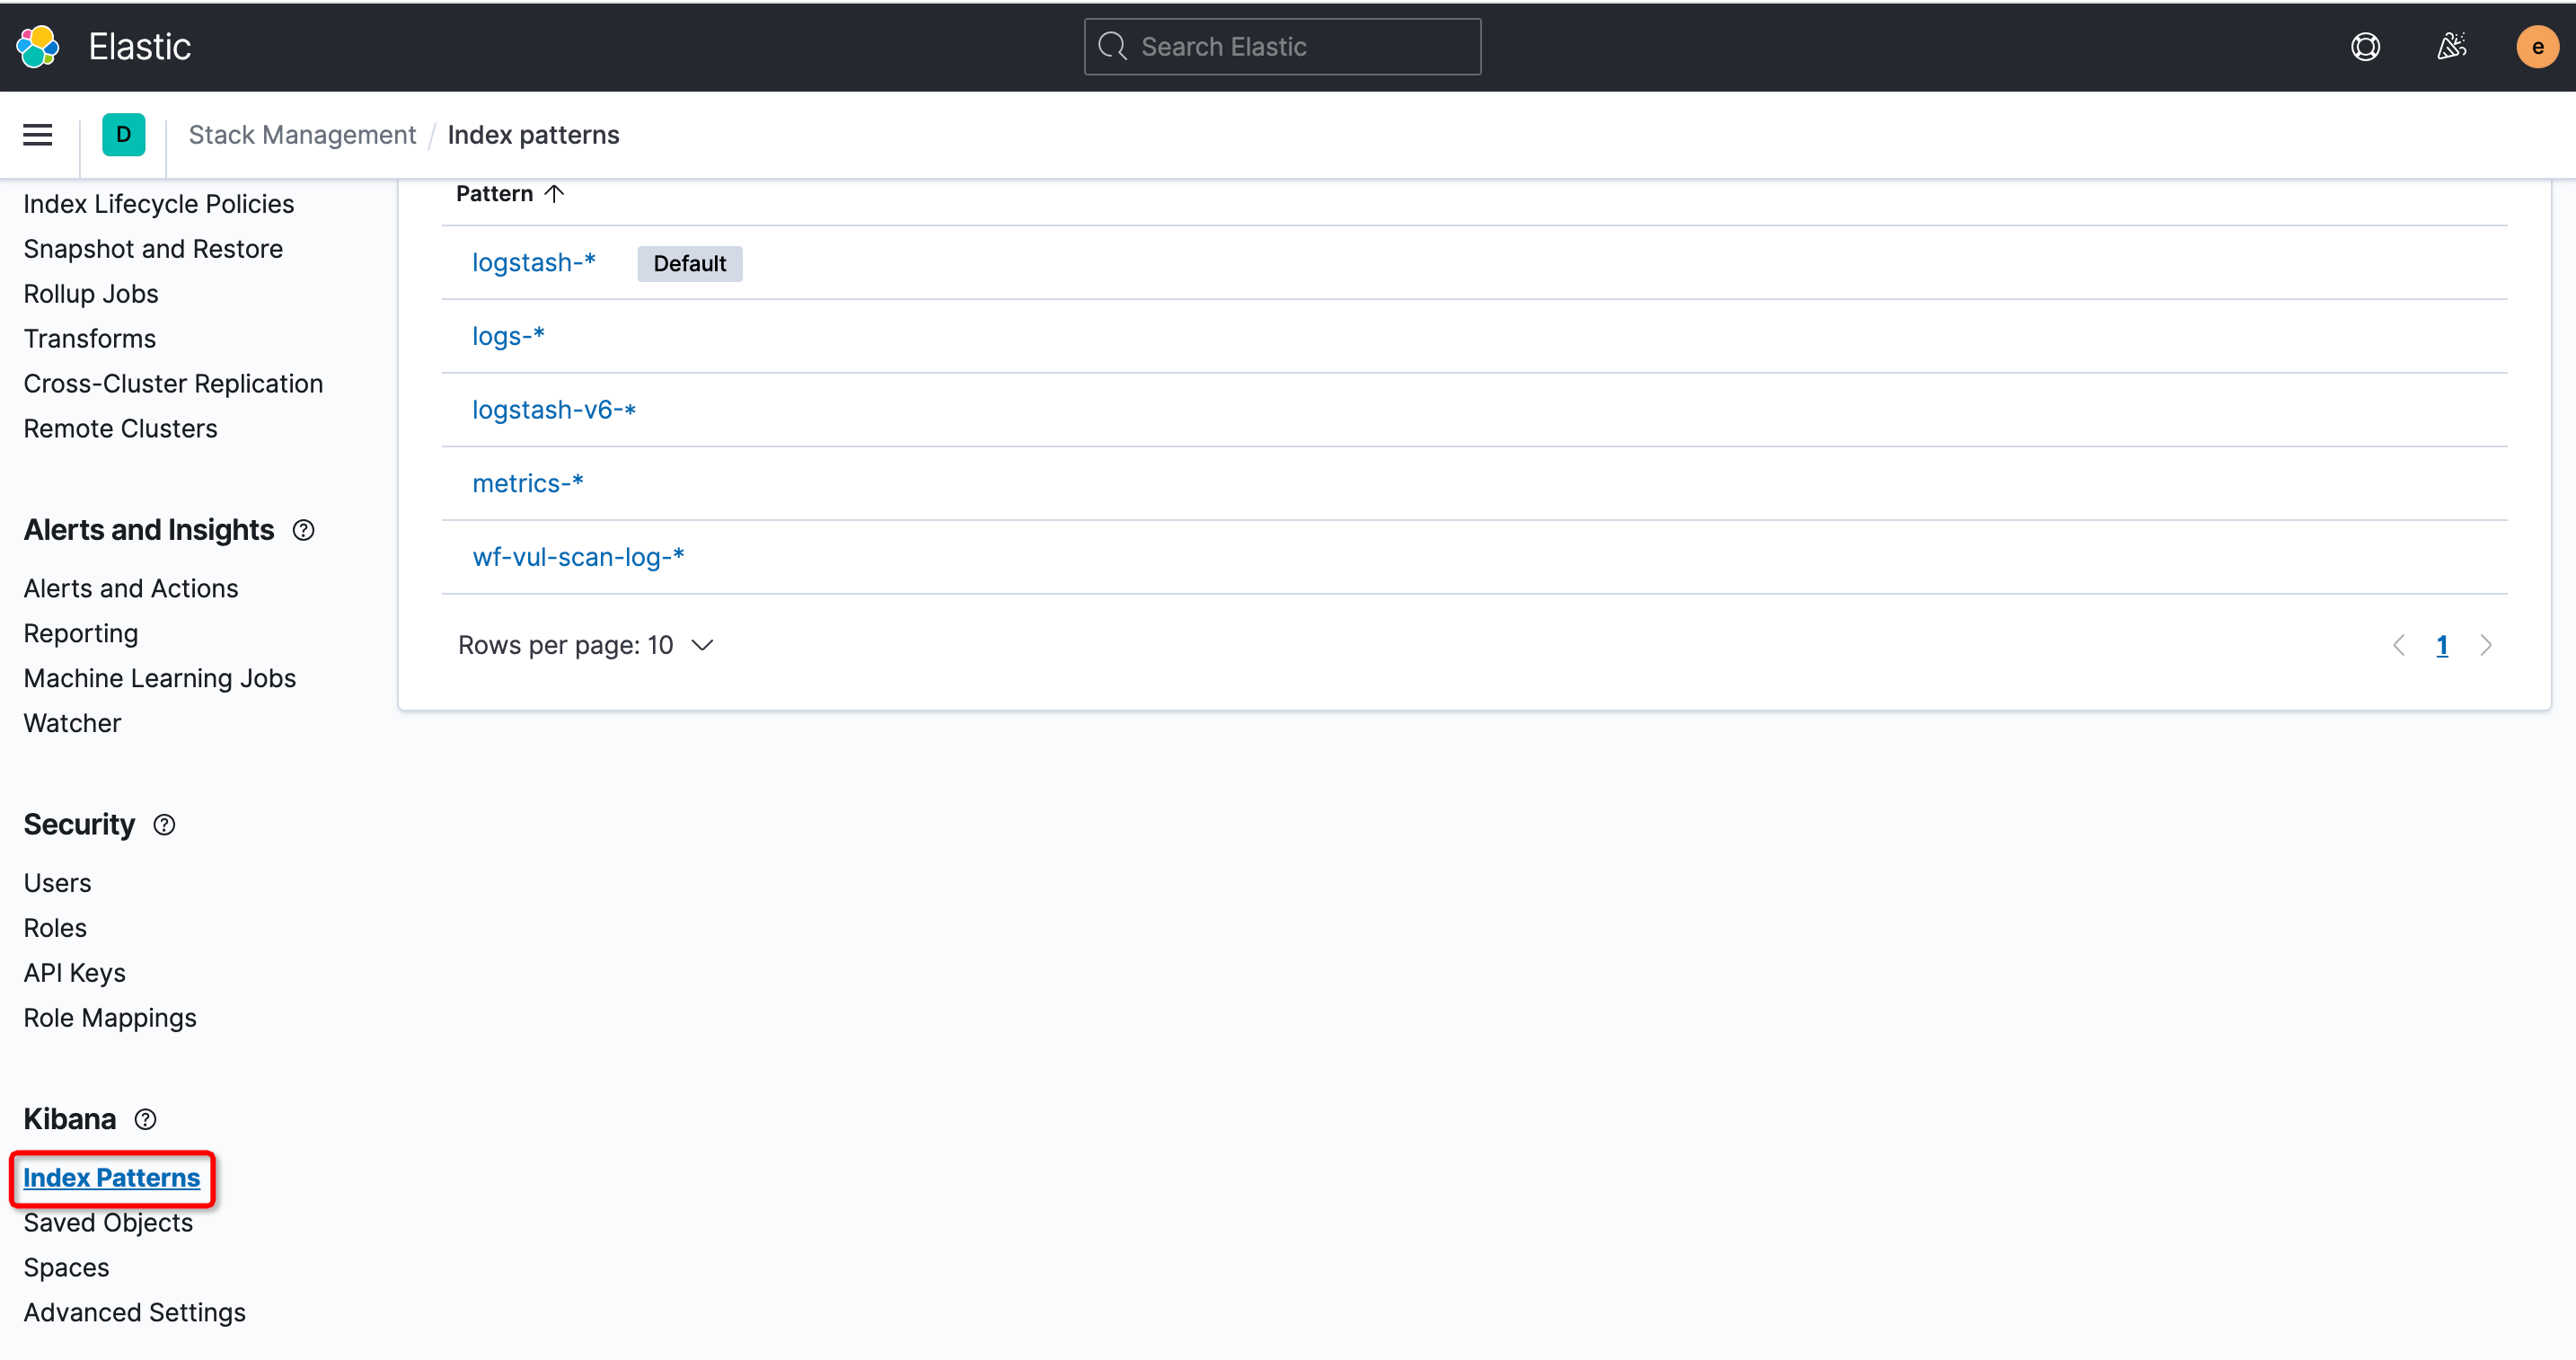 Elastic
Search Elastic
e
D
Stack Management / Index patterns
Index Lifecycle Policies
Snapshot and Restore
Rollup Jobs
Transforms
Cross-Cluster Replication
Remote Clusters
Alerts and Insights
Alerts and Actions
Reporting
Machine Learning Jobs
Watcher
Security
Users
Roles
API Keys
Role Mappings
Kibana
Index Patterns
Saved Objects
Spaces
Advanced Settings
Pattern ↑
logstash-* Default
logs-*
logstash-v6-*
metrics-*
wf-vul-scan-log-*
Rows per page: 10
1